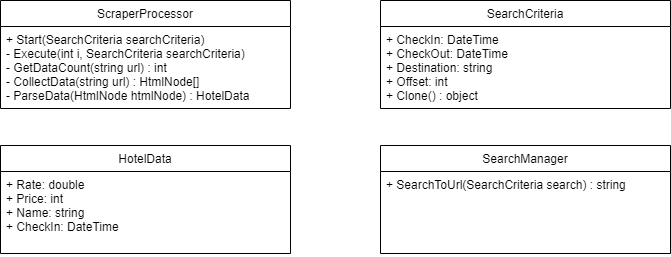 ScraperProcessor
+ Start(SearchCriteria searchCriteria)
- Execute(int i, SearchCriteria searchCriteria)
- GetDataCount(string url) : int
- CollectData(string url) : HtmlNode[]
- ParseData(HtmlNode htmlNode) : HotelData
SearchCriteria
+ CheckIn: DateTime
+ CheckOut: DateTime
+ Destination: string
+ Offset: int
+ Clone() : object
HotelData
+ Rate: double
+ Price: int
+ Name: string
+ CheckIn: DateTime
SearchManager
+ SearchToUrl(SearchCriteria search) : string